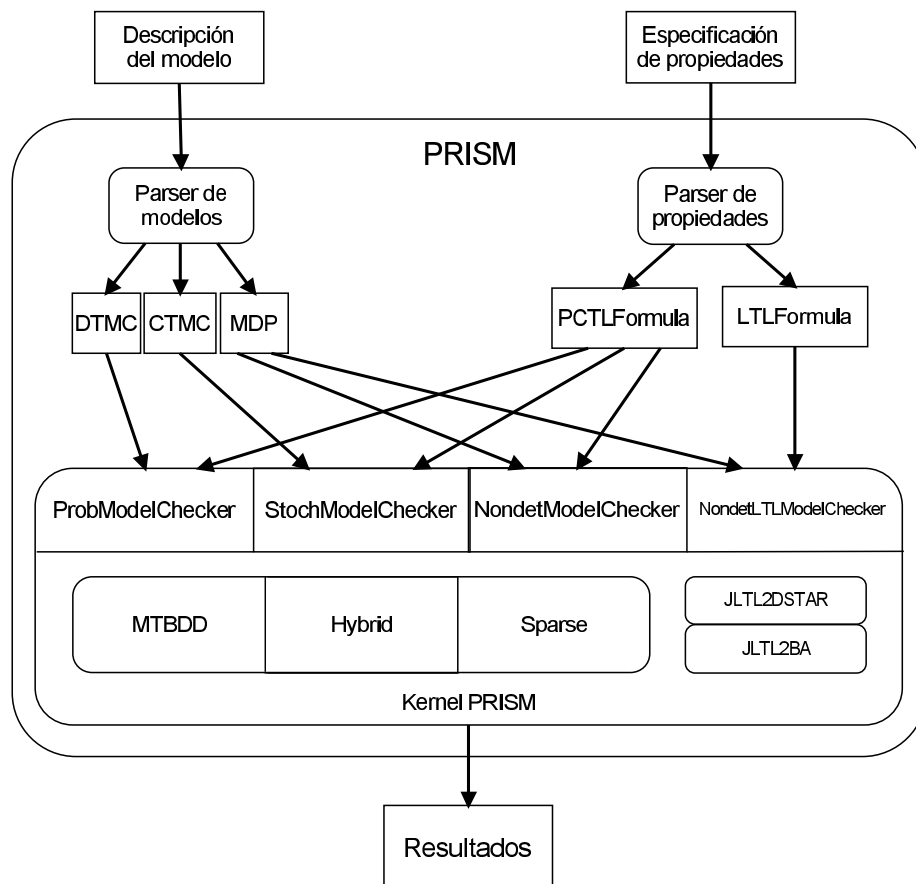 Descripción
del modelo
Especificación
de propiedades
PRISM
Parser de
modelos
Parser de
propiedades
DTMC
CTMC
MDP
PCTLFormula
LTLFormula
ProbModelChecker
StochModelChecker
NondetModelChecker
NondetLTLModelChecker
MTBDD
Hybrid
Sparse
JLTL2DSTAR
JLTL2BA
Kernel PRISM
Resultados